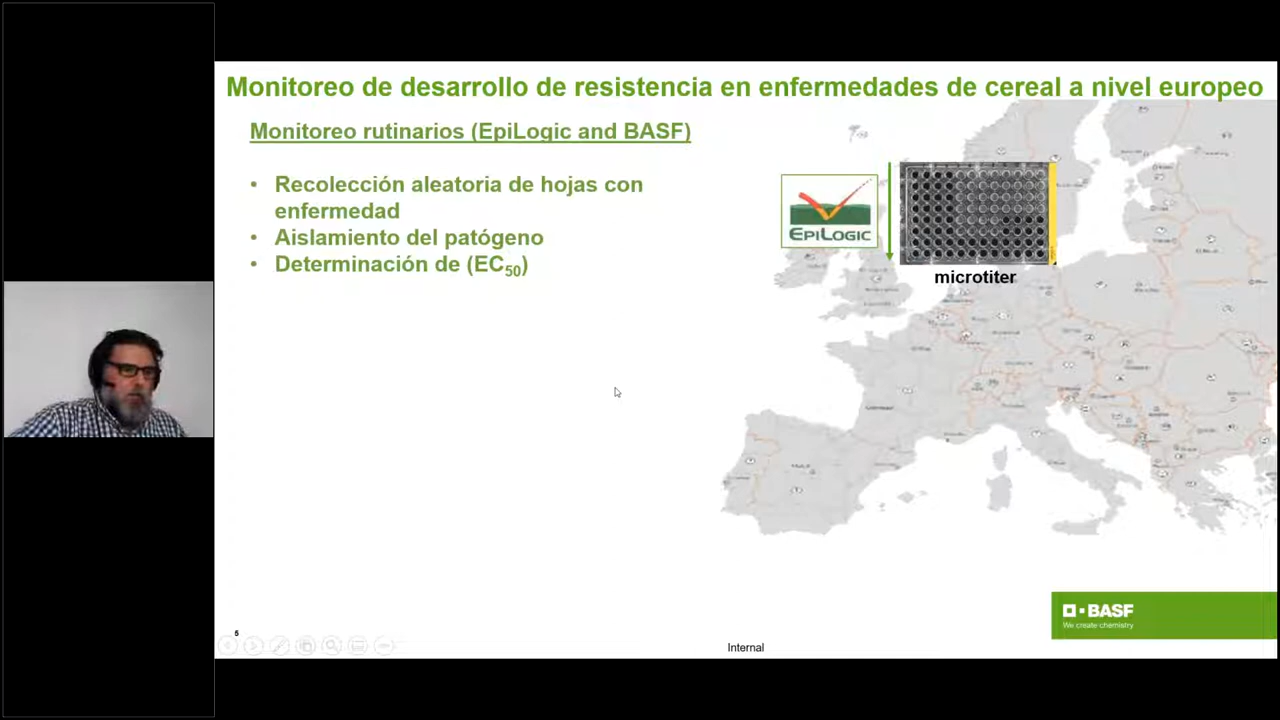 Monitoreo de desarrollo de resistencia en enfermedades de cereal a nivel europeo
Monitoreo rutinarios (EpiLogic and BASF)
• Recolección aleatoria de hojas con
enfermedad
• Aislamiento del patógeno
• Determinación de (EC50)
EPILOGIC
microtiter
BASF
We create chemistry
5
Internal